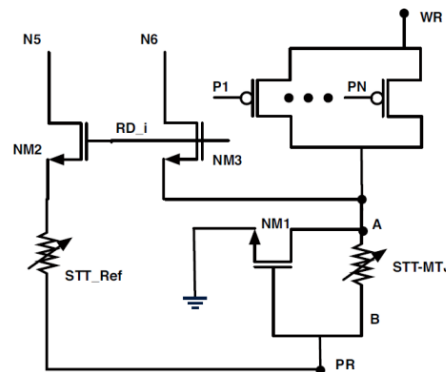 WR
N5
N6
P1
PN
RD_i
NM2
NM3
NM1
A
STT_Ref
STT-MTJ
B
PR